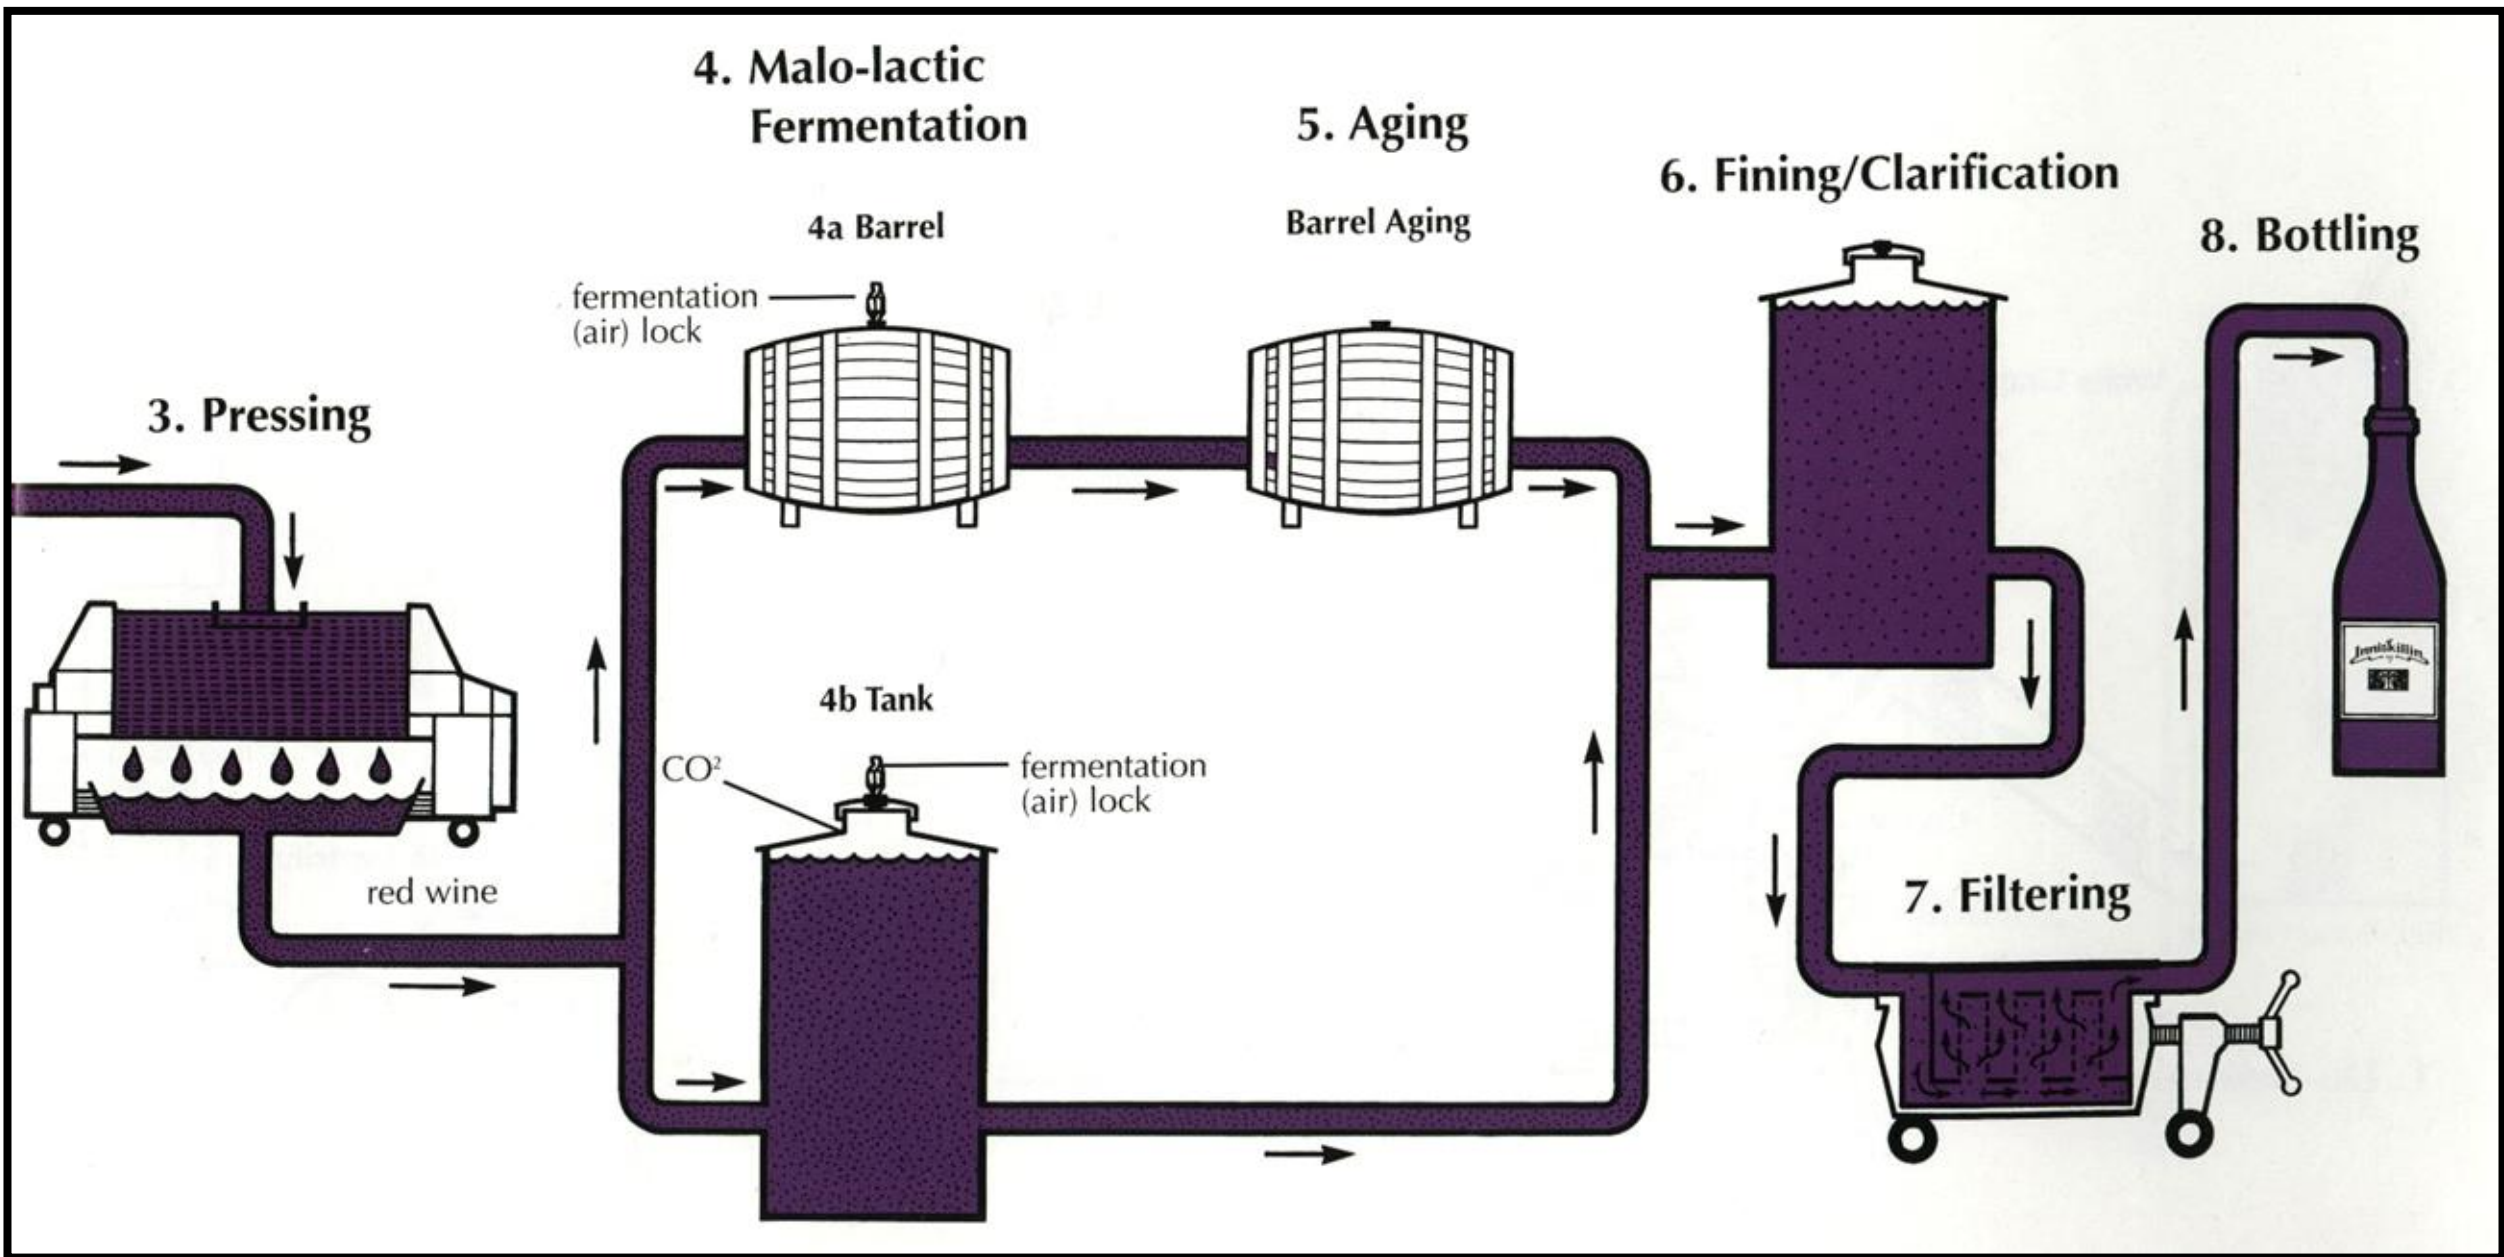 4. Malo-lactic
Fermentation
5. Aging
6. Fining/Clarification
4a Barrel
Barrel Aging
8. Bottling
fermentation
(air) lock
3. Pressing
4b Tank
CO²
fermentation
(air) lock
Inniskillin
red wine
7. Filtering